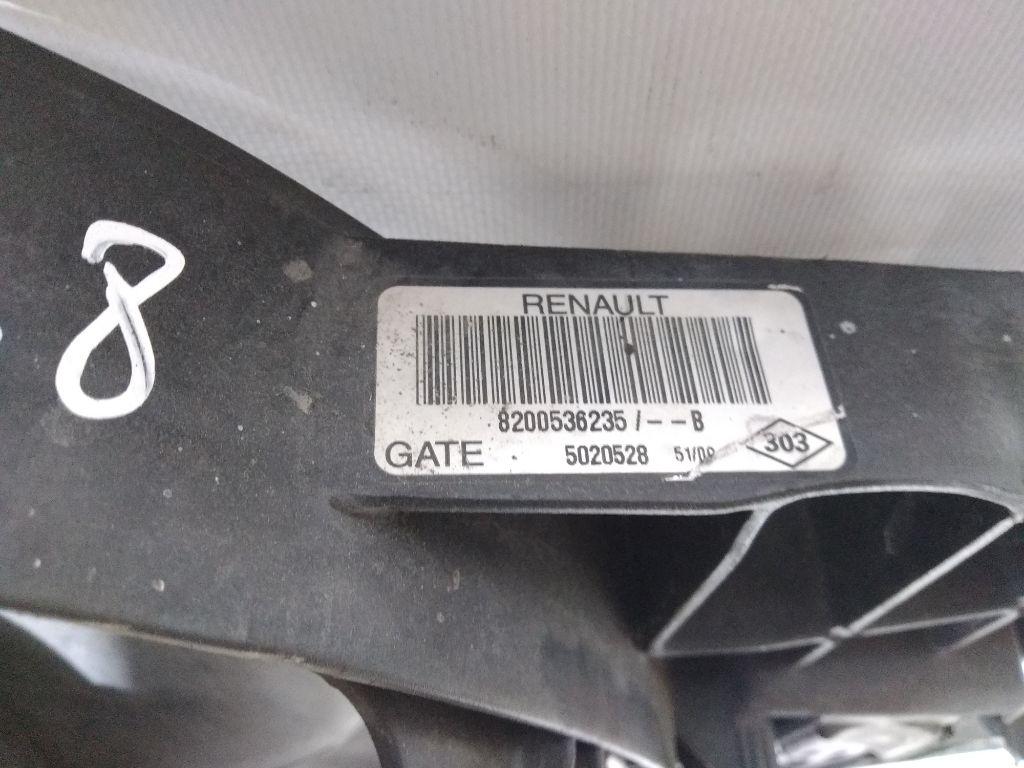 8
RENAULT
8200536235/--B
GATE 5020528
303